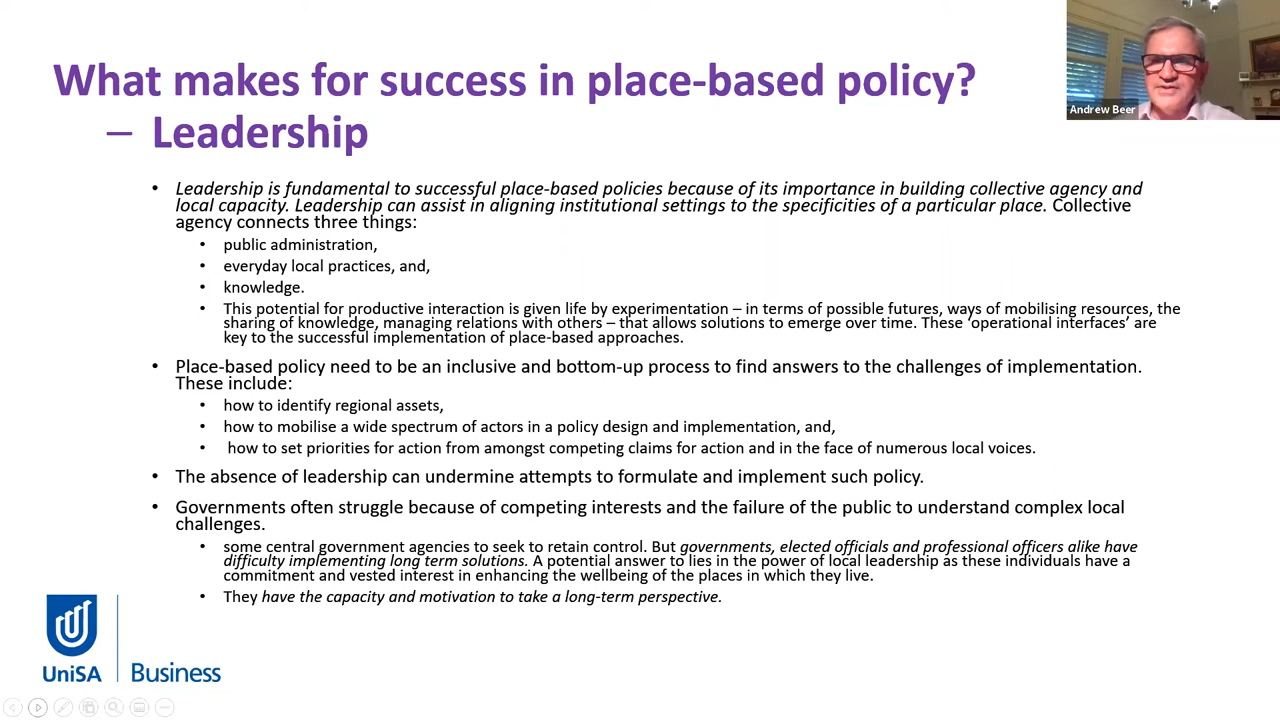 What makes for success in place-based policy?
– Leadership
Andrew Beer
• Leadership is fundamental to successful place-based policies because of its importance in building collective agency and
local capacity. Leadership can assist in aligning institutional settings to the specificities of a particular place. Collective
agency connects three things:
• public administration,
• everyday local practices, and,
• knowledge.
• This potential for productive interaction is given life by experimentation – in terms of possible futures, ways of mobilising resources, the
sharing of knowledge, managing relations with others – that allows solutions to emerge over time. These ‘operational interfaces’ are
key to the successful implementation of place-based approaches.
• Place-based policy need to be an inclusive and bottom-up process to find answers to the challenges of implementation.
These include:
• how to identify regional assets,
• how to mobilise a wide spectrum of actors in a policy design and implementation, and,
• how to set priorities for action from amongst competing claims for action and in the face of numerous local voices.
• The absence of leadership can undermine attempts to formulate and implement such policy.
• Governments often struggle because of competing interests and the failure of the public to understand complex local
challenges.
• some central government agencies to seek to retain control. But governments, elected officials and professional officers alike have
difficulty implementing long term solutions. A potential answer to lies in the power of local leadership as these individuals have a
commitment and vested interest in enhancing the wellbeing of the places in which they live.
• They have the capacity and motivation to take a long-term perspective.
UniSA
Business